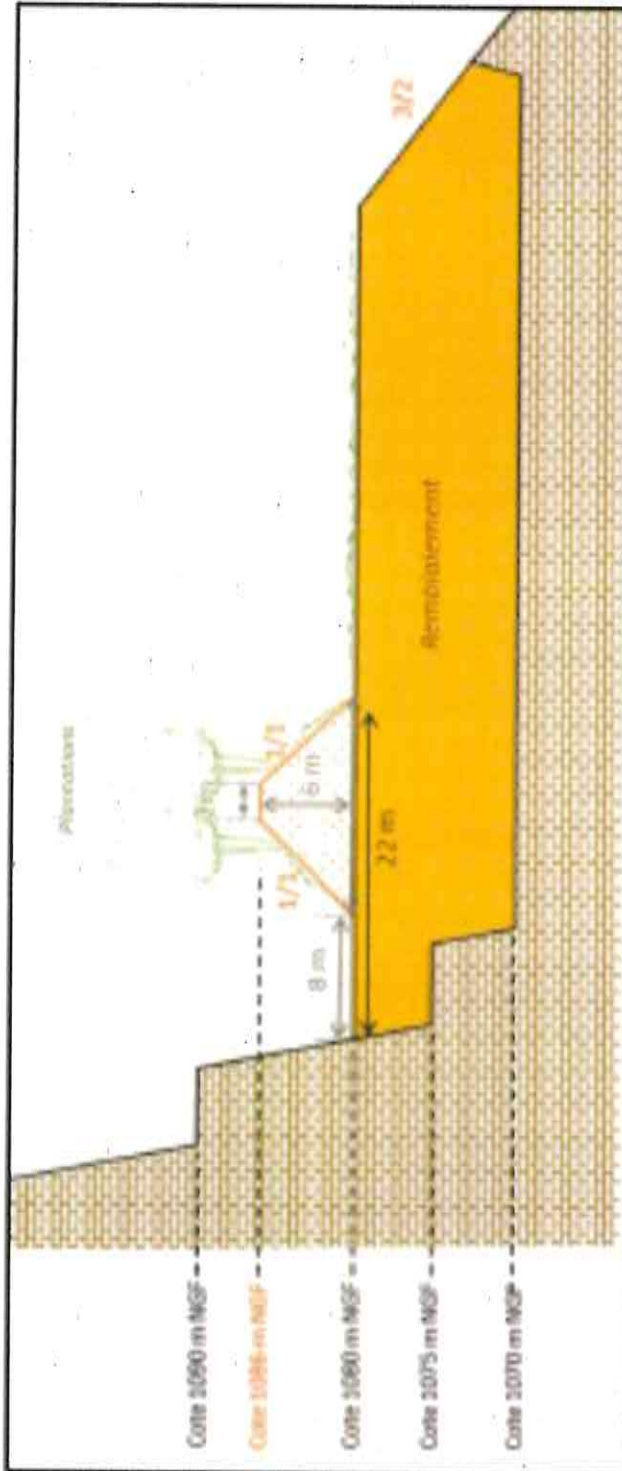 Plantations
2m
1/1
1/1
6 m
8 m
22 m
3/2
Remblaiement
Cote 1090 m NGF
Cote 1086 m NGF
Cote 1080 m NGF
Cote 1075 m NGF
Cote 1070 m NGF